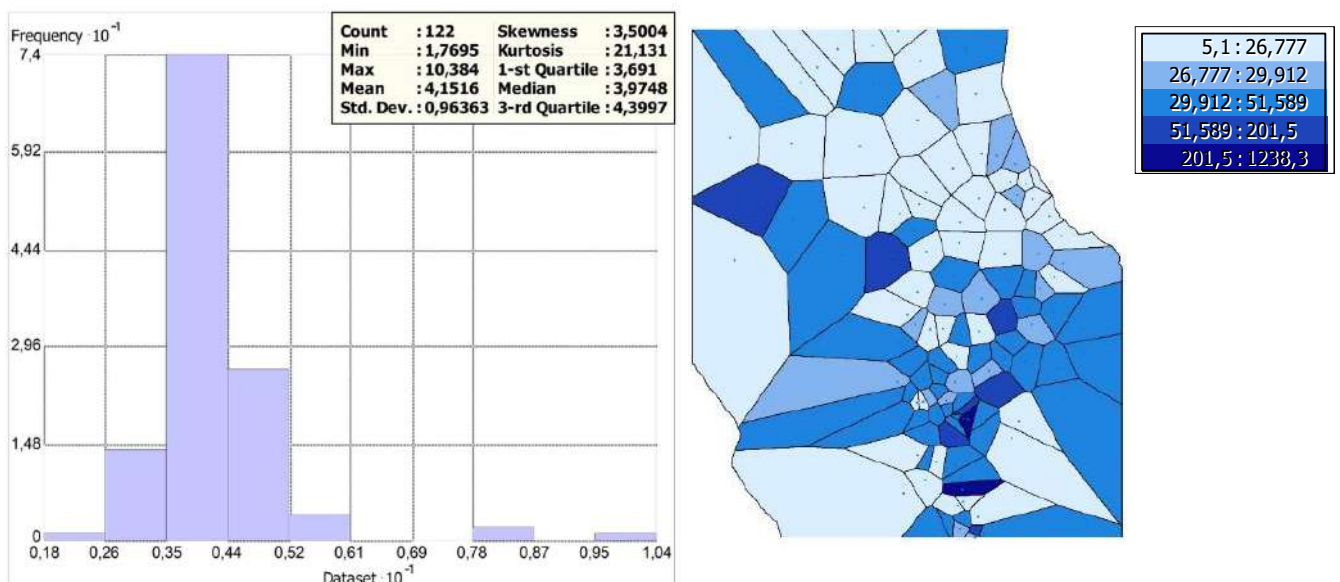 Frequency · 10⁻¹
7,4
5,92
4,44
2,96
1,48
0
0,18 0,26 0,35 0,44 0,52 0,61 0,69 0,78 0,87 0,95 1,04
Dataset · 10⁻¹
Count : 122 Skewness : 3,5004
Min : 1,7695 Kurtosis : 21,131
Max : 10,384 1-st Quartile : 3,691
Mean : 4,1516 Median : 3,9748
Std. Dev. : 0,96363 3-rd Quartile : 4,3997
5,1 : 26,777
26,777 : 29,912
29,912 : 51,589
51,589 : 201,5
201,5 : 1238,3